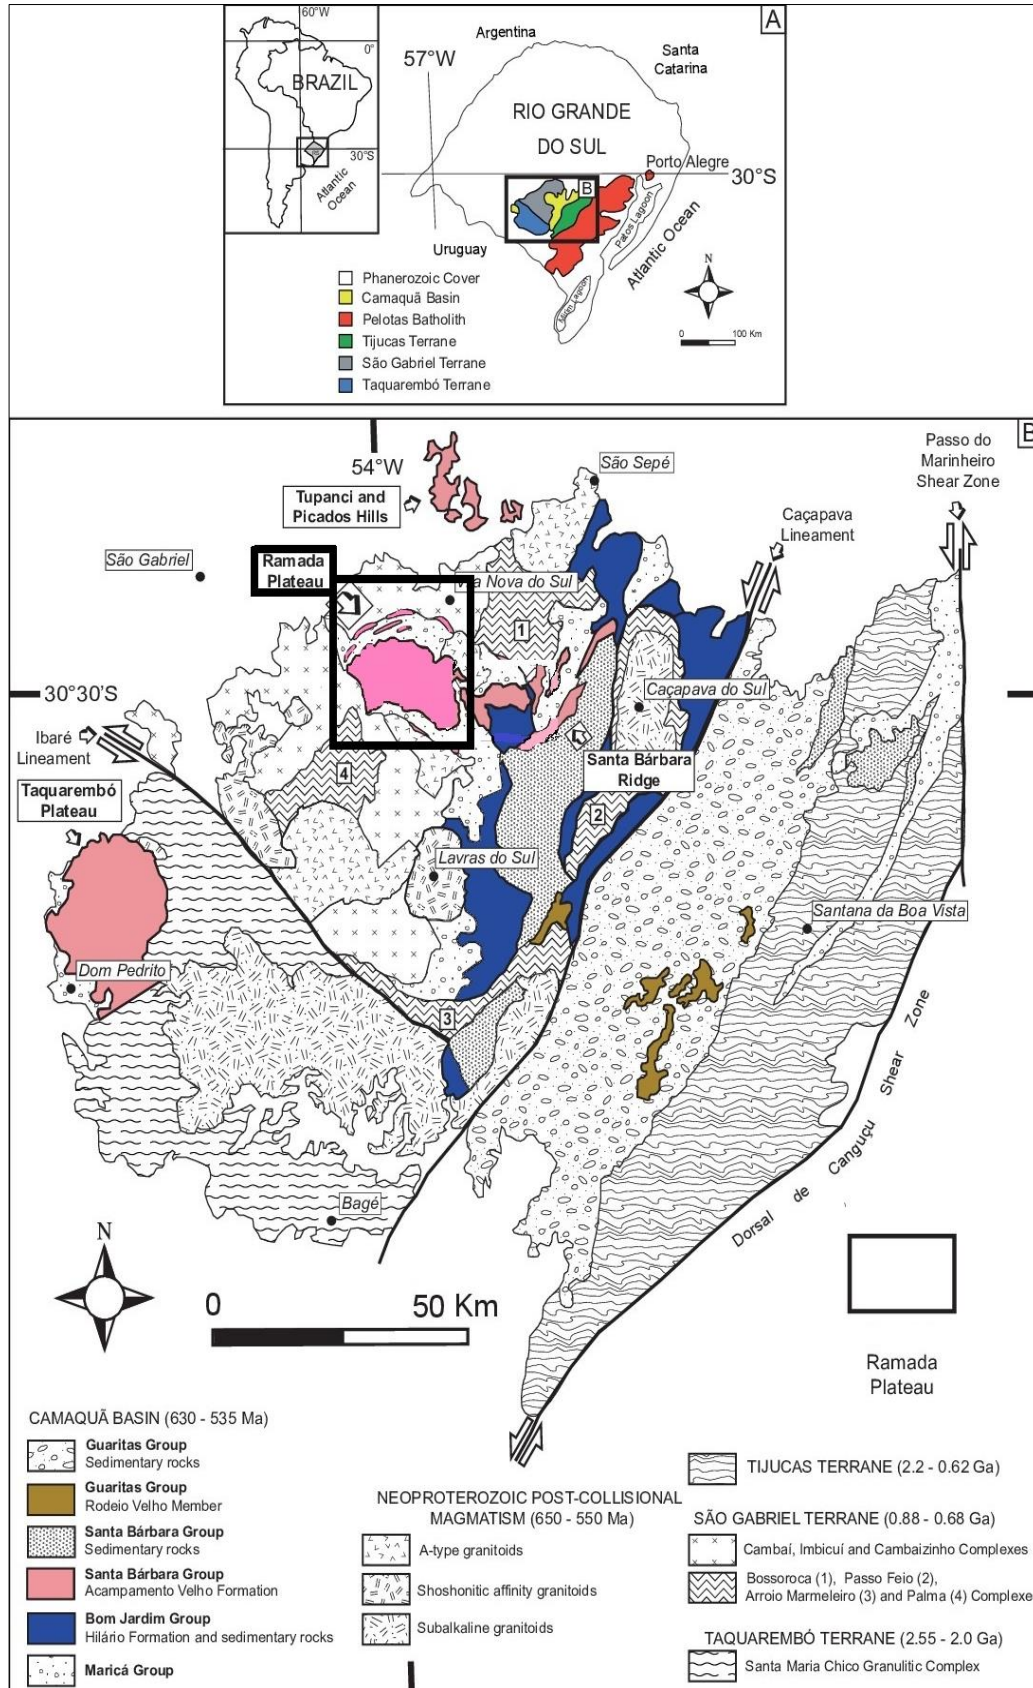 60°W
A
0°
BRAZIL
30°S
RS
Atlantic
Ocean
Argentina
57°W
Santa
Catarina
RIO GRANDE
DO SUL
Porto Alegre
30°S
B
Patos Lagoon
Atlantic Ocean
Uruguay
Mirim Lagoon
N
0 100 Km
Phanerozoic Cover
Camaquã Basin
Pelotas Batholith
Tijucas Terrane
São Gabriel Terrane
Taquarembó Terrane
B
54°W
Passo do
Marinheiro
Shear Zone
São Sepé
Tupanci and
Picados Hills
Caçapava
Lineament
São Gabriel
Ramada
Plateau
Vila Nova do Sul
1
30°30'S
Caçapava do Sul
Ibaré
Lineament
Santa Bárbara
Ridge
4
Taquarembó
Plateau
2
Lavras do Sul
Santana da Boa Vista
Dom Pedrito
3
Dorsal de Canguçu Shear Zone
Bagé
N
0 50 Km
Ramada
Plateau
CAMAQUÃ BASIN (630 - 535 Ma)
Guaritas Group
Sedimentary rocks
Guaritas Group
Rodeio Velho Member
Santa Bárbara Group
Sedimentary rocks
Santa Bárbara Group
Acampamento Velho Formation
Bom Jardim Group
Hilário Formation and sedimentary rocks
Maricá Group
NEOPROTEROZOIC POST-COLLISIONAL
MAGMATISM (650 - 550 Ma)
A-type granitoids
Shoshonitic affinity granitoids
Subalkaline granitoids
TIJUCAS TERRANE (2.2 - 0.62 Ga)
SÃO GABRIEL TERRANE (0.88 - 0.68 Ga)
Cambaí, Imbicuí and Cambaizinho Complexes
Bossoroca (1), Passo Feio (2),
Arroio Marmeleiro (3) and Palma (4) Complexe
TAQUAREMBÓ TERRANE (2.55 - 2.0 Ga)
Santa Maria Chico Granulitic Complex